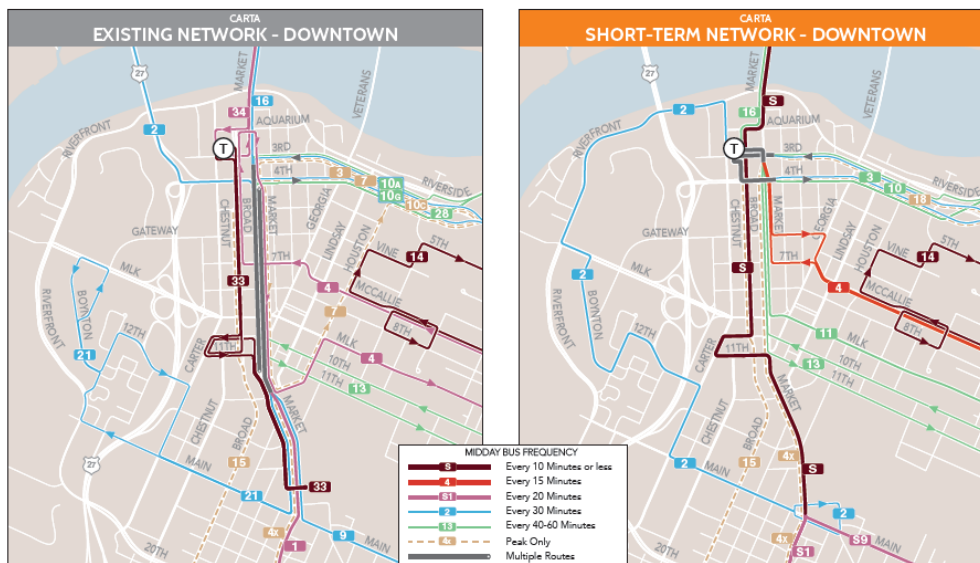 CARTA
EXISTING NETWORK - DOWNTOWN
27
MARKET
VETERANS
16
34
AQUARIUM
2
RIVERFRONT
T
3RD
3
7
4TH
10A
10G
10C
28
RIVERSIDE
CHESTNUT
BROAD
MARKET
GEORGIA
LINDSAY
HOUSTON
GATEWAY
VINE
5TH
14
7TH
MLK
33
4
MCCALLIE
RIVERFRONT
BOYNTON
7
8TH
12TH
21
11TH
MLK
4
CARTER
10TH
11TH
13
CHESTNUT
BROAD
MARKET
15
MAIN
27
21
33
4x
1
9
MAIN
20TH
CARTA
SHORT-TERM NETWORK - DOWNTOWN
27
MARKET
VETERANS
S
16
AQUARIUM
2
RIVERFRONT
T
3RD
3
4TH
10
18
RIVERSIDE
CHESTNUT
BROAD
MARKET
GEORGIA
LINDSAY
HOUSTON
GATEWAY
VINE
5TH
14
7TH
S
MLK
2
4
MCCALLIE
RIVERFRONT
BOYNTON
8TH
12TH
11
11TH
MLK
CARTER
10TH
11TH
13
CHESTNUT
BROAD
MARKET
15
4x
S
MAIN
2
2
4x
S1
S9
MAIN
20TH
MIDDAY BUS FREQUENCY
S Every 10 Minutes or less
4 Every 15 Minutes
S1 Every 20 Minutes
2 Every 30 Minutes
13 Every 40-60 Minutes
4x Peak Only
Multiple Routes